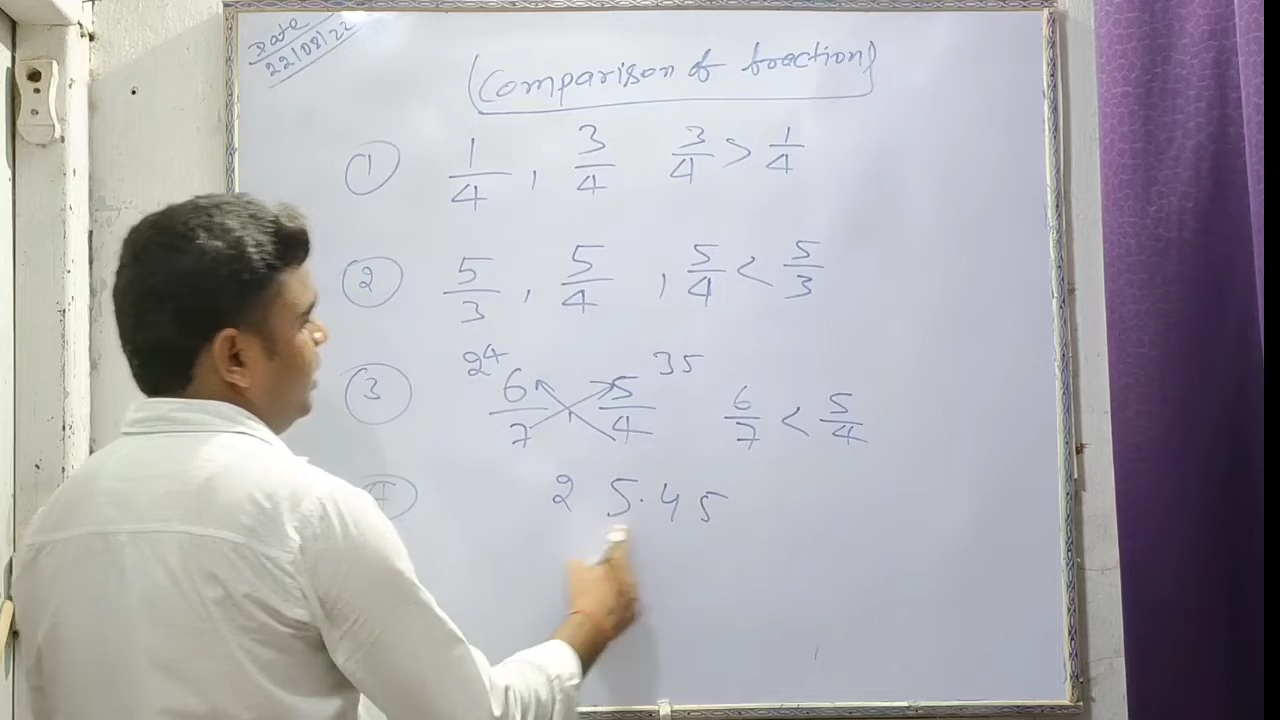 Date
22/08/22
Comparison of fraction
① 1/4 , 3/4 3/4 > 1/4
② 5/3 , 5/4 , 5/4 < 5/3
24 35
③ 6/7 5/4 6/7 < 5/4
2 5.45